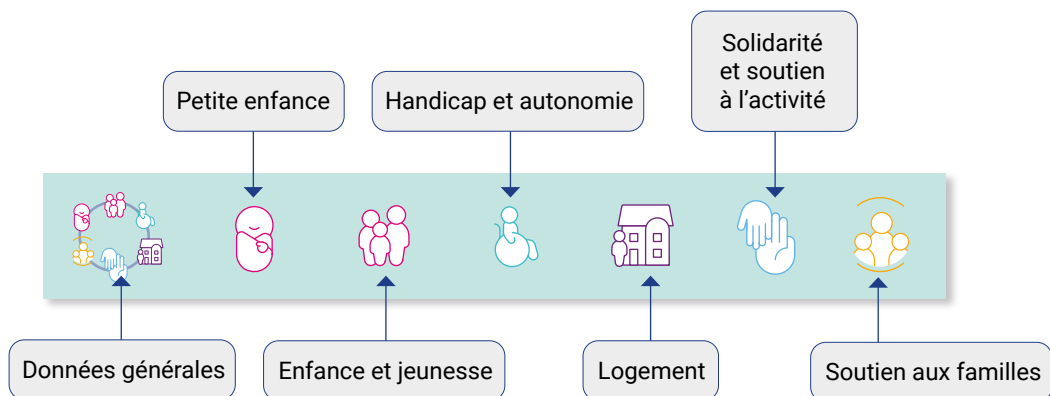 Solidarité
et soutien
à l’activité
Petite enfance
Handicap et autonomie
Données générales
Enfance et jeunesse
Logement
Soutien aux familles